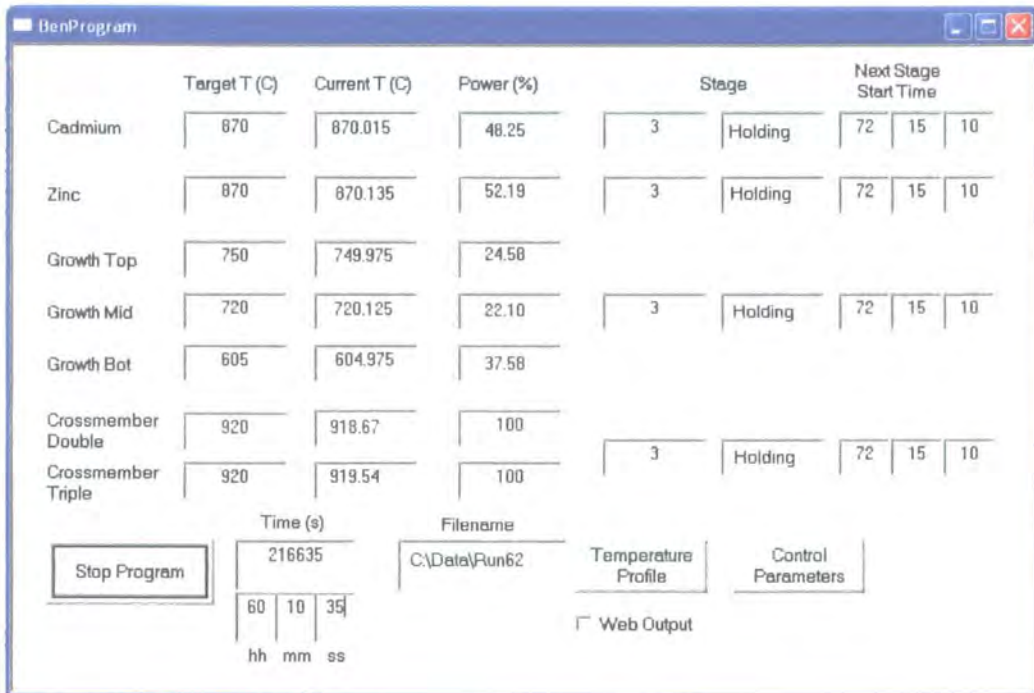 BenProgram
Target T (C) Current T (C) Power (%) Stage Next Stage
Start Time
Cadmium 870 870.015 48.25 3 Holding 72 15 10
Zinc 870 870.135 52.19 3 Holding 72 15 10
Growth Top 750 749.975 24.58
Growth Mid 720 720.125 22.10 3 Holding 72 15 10
Growth Bot 605 604.975 37.58
Crossmember
Double 920 918.67 100
3 Holding 72 15 10
Crossmember
Triple 920 919.54 100
Time (s) Filename
216635 C:\Data\Run62
Stop Program
Temperature
Profile
Control
Parameters
60 10 35
Web Output
hh mm ss